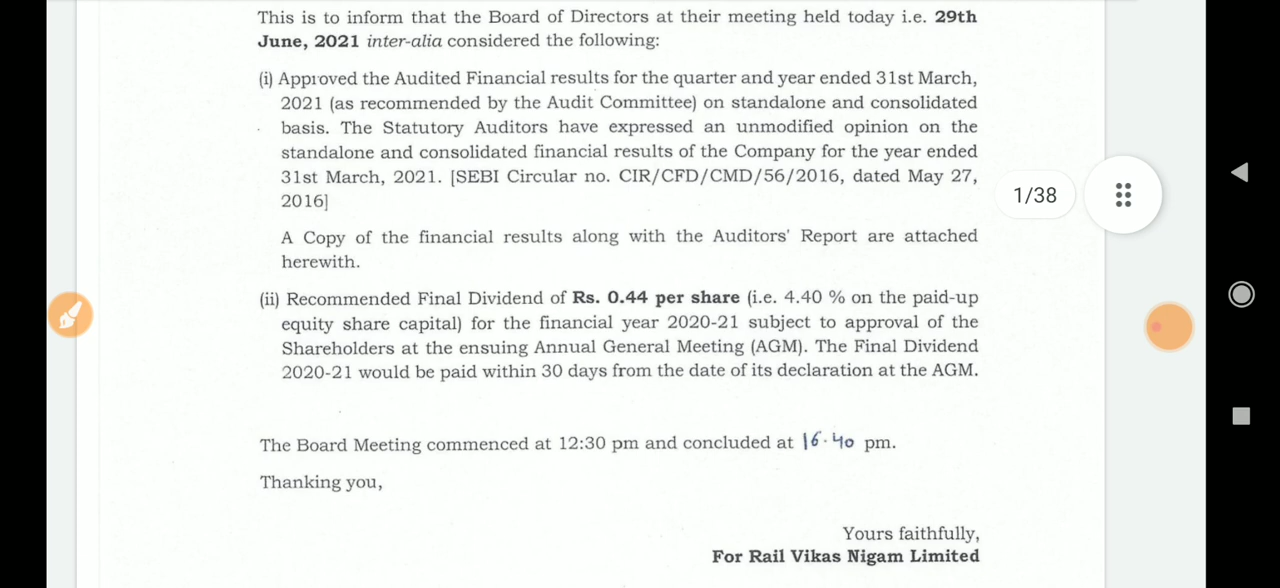 This is to inform that the Board of Directors at their meeting held today i.e. 29th
June, 2021 inter-alia considered the following:
(i) Approved the Audited Financial results for the quarter and year ended 31st March,
2021 (as recommended by the Audit Committee) on standalone and consolidated
basis. The Statutory Auditors have expressed an unmodified opinion on the
standalone and consolidated financial results of the Company for the year ended
31st March, 2021. [SEBI Circular no. CIR/CFD/CMD/56/2016, dated May 27,
2016]
1/38
A Copy of the financial results along with the Auditors' Report are attached
herewith.
(ii) Recommended Final Dividend of Rs. 0.44 per share (i.e. 4.40 % on the paid-up
equity share capital) for the financial year 2020-21 subject to approval of the
Shareholders at the ensuing Annual General Meeting (AGM). The Final Dividend
2020-21 would be paid within 30 days from the date of its declaration at the AGM.
The Board Meeting commenced at 12:30 pm and concluded at 16.40 pm.
Thanking you,
Yours faithfully,
For Rail Vikas Nigam Limited